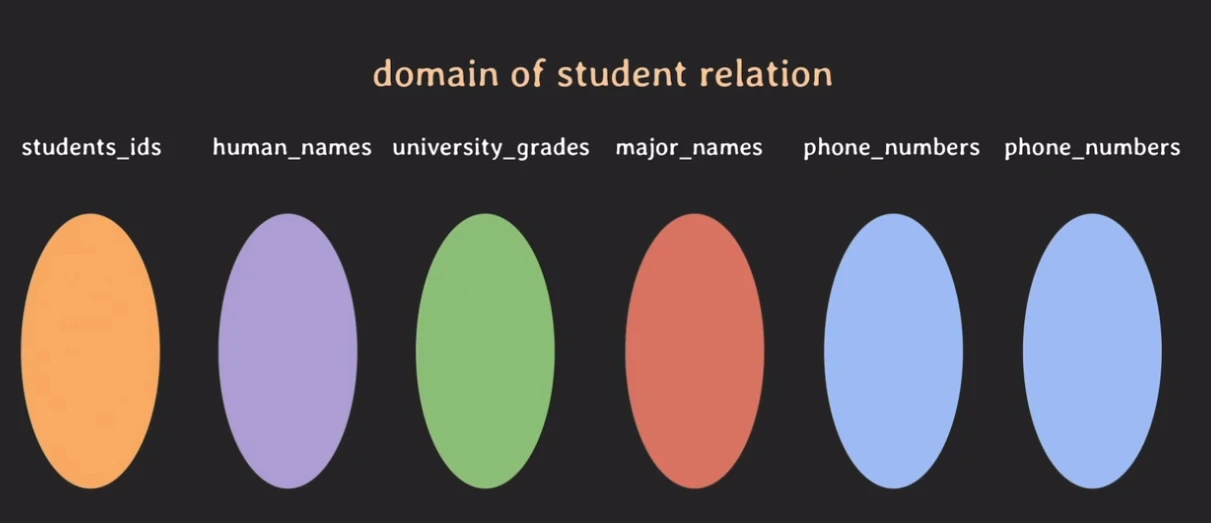 domain of student relation
students_ids human_names university_grades major_names phone_numbers phone_numbers